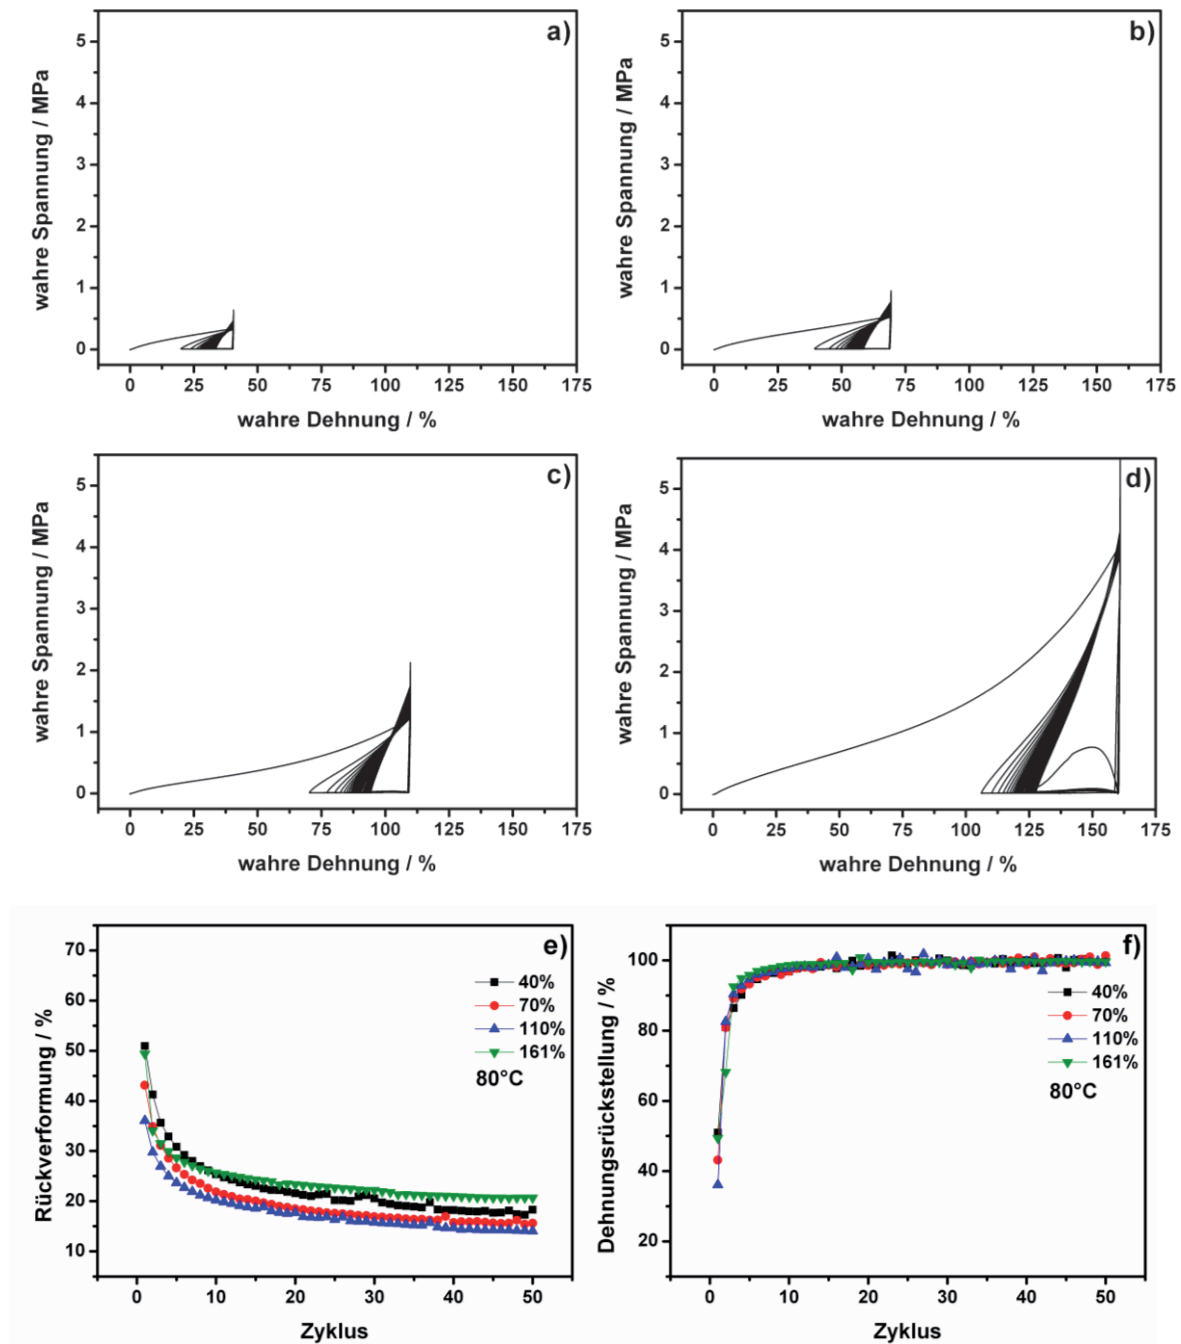 a)
wahre Spannung / MPa
5
4
3
2
1
0
0 25 50 75 100 125 150 175
wahre Dehnung / %
b)
wahre Spannung / MPa
5
4
3
2
1
0
0 25 50 75 100 125 150 175
wahre Dehnung / %
c)
wahre Spannung / MPa
5
4
3
2
1
0
0 25 50 75 100 125 150 175
wahre Dehnung / %
d)
wahre Spannung / MPa
5
4
3
2
1
0
0 25 50 75 100 125 150 175
wahre Dehnung / %
e)
Rückverformung / %
70
60
50
40
30
20
10
40%
70%
110%
161%
80°C
0 10 20 30 40 50
Zyklus
f)
Dehnungsrückstellung / %
100
80
60
40
20
40%
70%
110%
161%
80°C
0 10 20 30 40 50
Zyklus